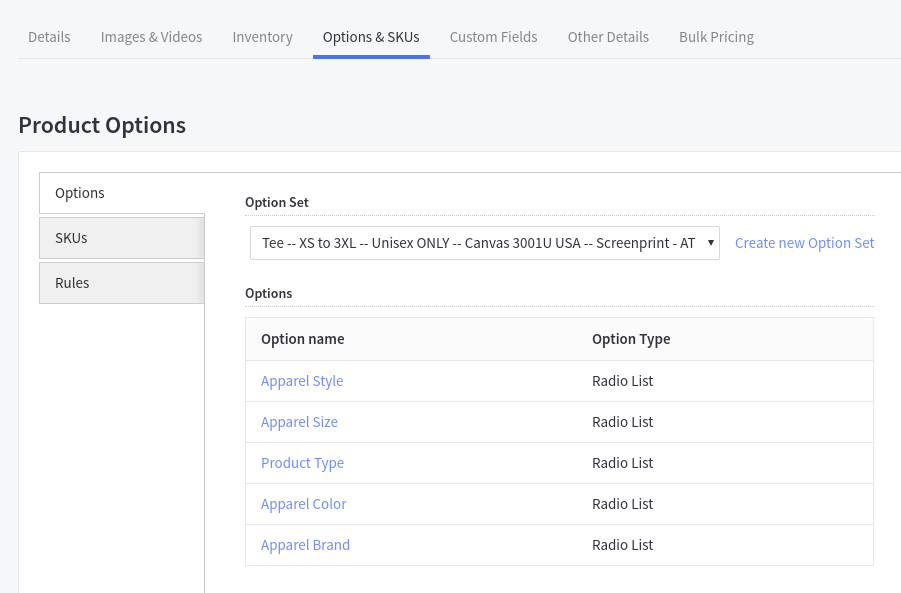 Details Images & Videos Inventory Options & SKUs Custom Fields Other Details Bulk Pricing
Product Options
Options
SKUs
Rules
Option Set
Tee -- XS to 3XL -- Unisex ONLY -- Canvas 3001U USA -- Screenprint - AT Create new Option Set
Options
Option name Option Type
Apparel Style Radio List
Apparel Size Radio List
Product Type Radio List
Apparel Color Radio List
Apparel Brand Radio List